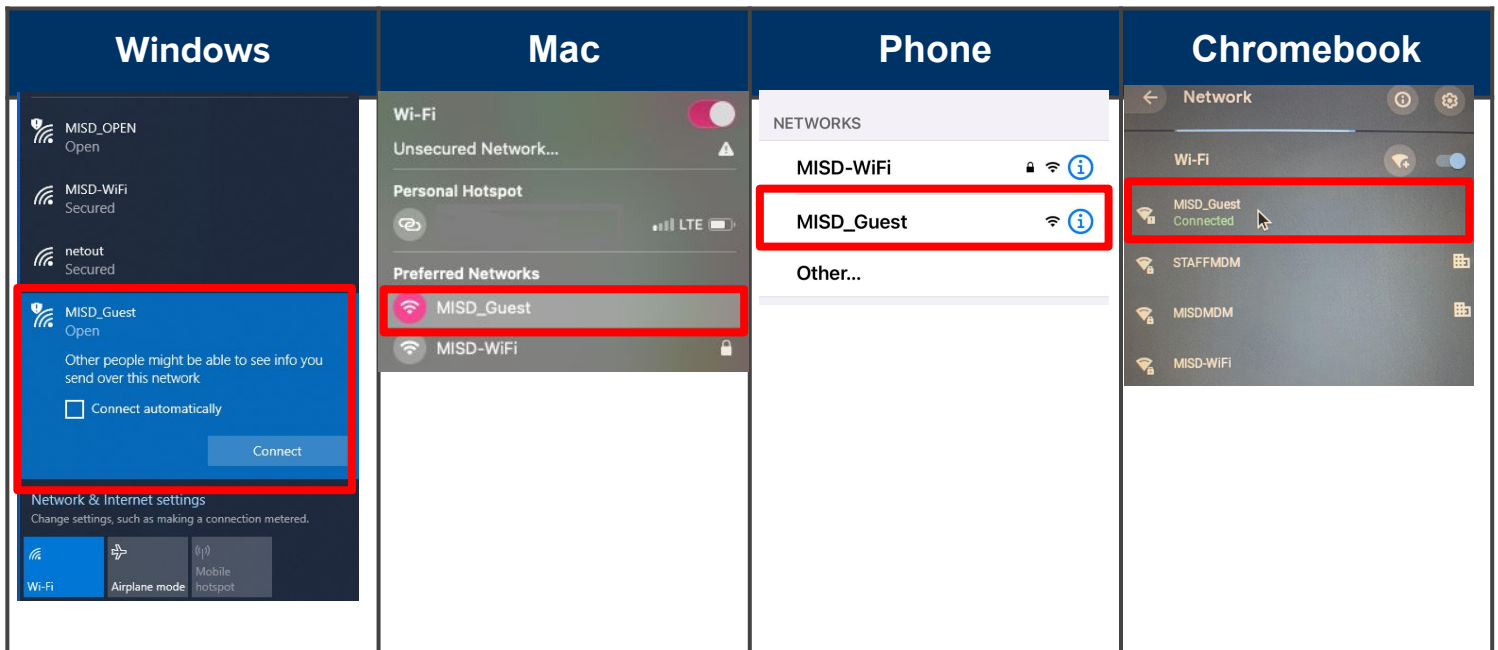 Windows
MISD_OPEN
Open
MISD-WiFi
Secured
netout
Secured
MISD_Guest
Open
Other people might be able to see info you
send over this network
Connect automatically
Connect
Network & Internet settings
Change settings, such as making a connection metered.
Wi-Fi
Airplane mode
Mobile
hotspot
Mac
Wi-Fi
Unsecured Network...
Personal Hotspot
LTE
Preferred Networks
MISD_Guest
MISD-WiFi
Phone
NETWORKS
MISD-WiFi
MISD_Guest
Other...
Chromebook
Network
Wi-Fi
MISD_Guest
Connected
STAFFMDM
MISDMDM
MISD-WiFi